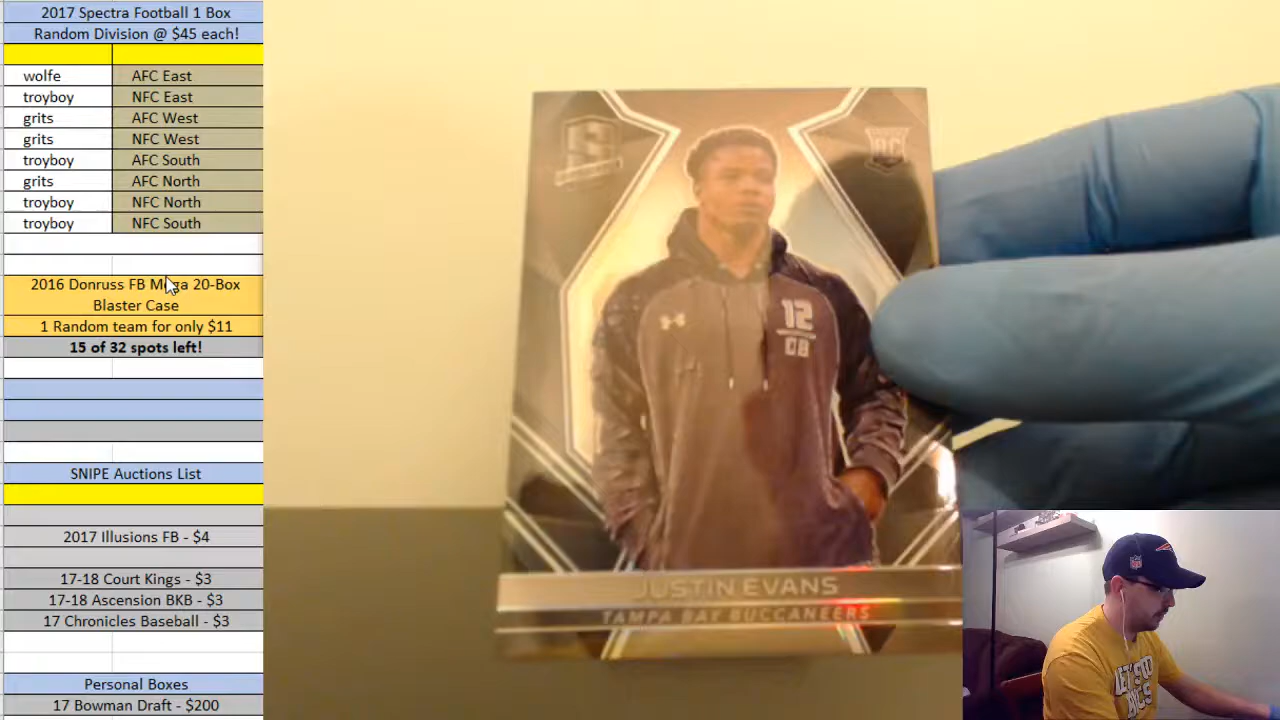 2017 Spectra Football 1 Box
Random Division @ $45 each!
wolfe AFC East
troyboy NFC East
grits AFC West
grits NFC West
troyboy AFC South
grits AFC North
troyboy NFC North
troyboy NFC South
2016 Donruss FB Mega 20-Box
Blaster Case
1 Random team for only $11
15 of 32 spots left!
SNIPE Auctions List
2017 Illusions FB - $4
17-18 Court Kings - $3
17-18 Ascension BKB - $3
17 Chronicles Baseball - $3
Personal Boxes
17 Bowman Draft - $200
S
RC
12
DB
JUSTIN EVANS
TAMPA BAY BUCCANEERS
LET'S GO